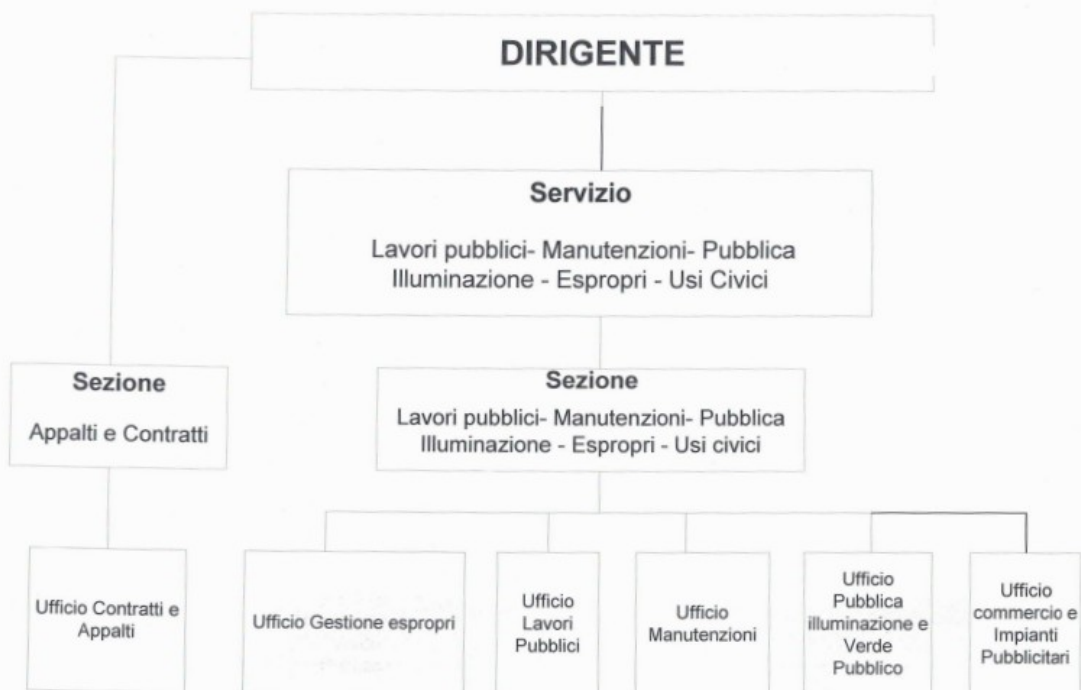 DIRIGENTE
Servizio
Lavori pubblici- Manutenzioni- Pubblica
Illuminazione - Espropri - Usi Civici
Sezione
Appalti e Contratti
Sezione
Lavori pubblici- Manutenzioni- Pubblica
Illuminazione - Espropri - Usi civici
Ufficio Contratti e
Appalti
Ufficio Gestione espropri
Ufficio
Lavori
Pubblici
Ufficio
Manutenzioni
Ufficio
Pubblica
illuminazione e
Verde
Pubblico
Ufficio
commercio e
Impianti
Pubblicitari